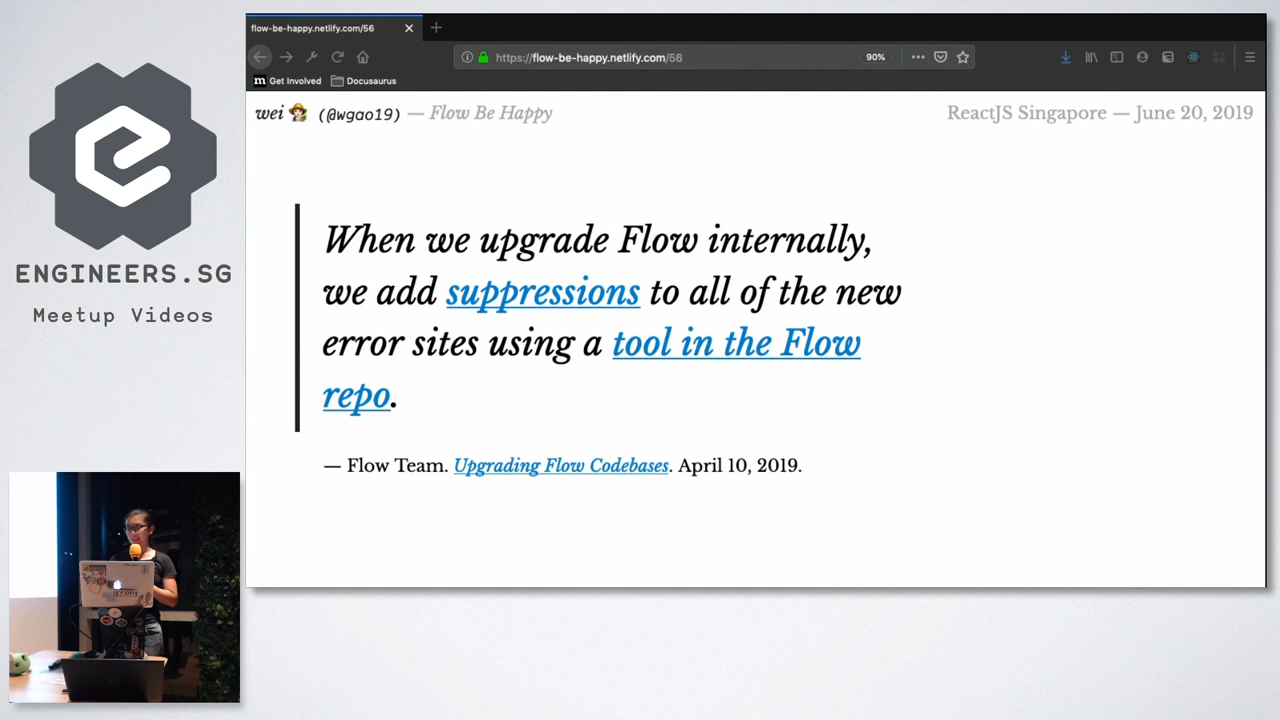 flow-be-happy.netlify.com/56
https://flow-be-happy.netlify.com/56
90%
m Get Involved
Docusaurus
wei (@wgao19) — Flow Be Happy
ReactJS Singapore — June 20, 2019
When we upgrade Flow internally,
we add suppressions to all of the new
error sites using a tool in the Flow
repo.
— Flow Team. Upgrading Flow Codebases. April 10, 2019.
ENGINEERS.SG
Meetup Videos